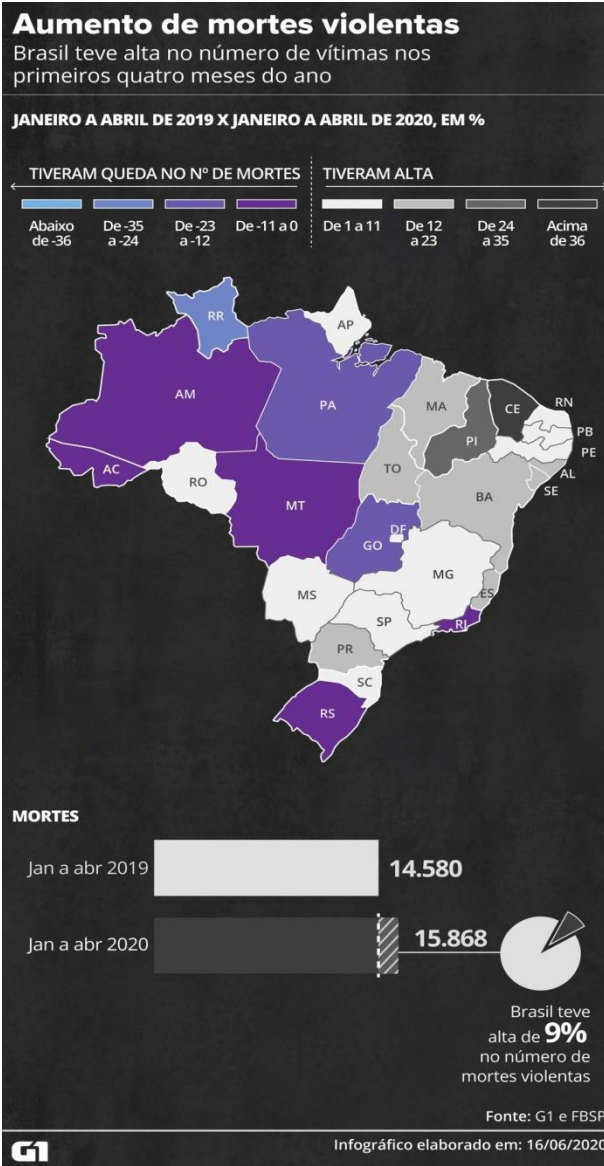 Aumento de mortes violentas
Brasil teve alta no número de vítimas nos
primeiros quatro meses do ano
JANEIRO A ABRIL DE 2019 X JANEIRO A ABRIL DE 2020, EM %
TIVERAM QUEDA NO Nº DE MORTES
TIVERAM ALTA
Abaixo
de -36
De -35
a -24
De -23
a -12
De -11 a 0
De 1 a 11
De 12
a 23
De 24
a 35
Acima
de 36
RR
AP
AM
PA
MA
CE
RN
PB
PE
PI
AL
SE
AC
RO
TO
BA
MT
DF
GO
MG
ES
MS
SP
RJ
PR
SC
RS
MORTES
Jan a abr 2019
14.580
Jan a abr 2020
15.868
Brasil teve
alta de 9%
no número de
mortes violentas
Fonte: G1 e FBSP
G1
Infográfico elaborado em: 16/06/2020